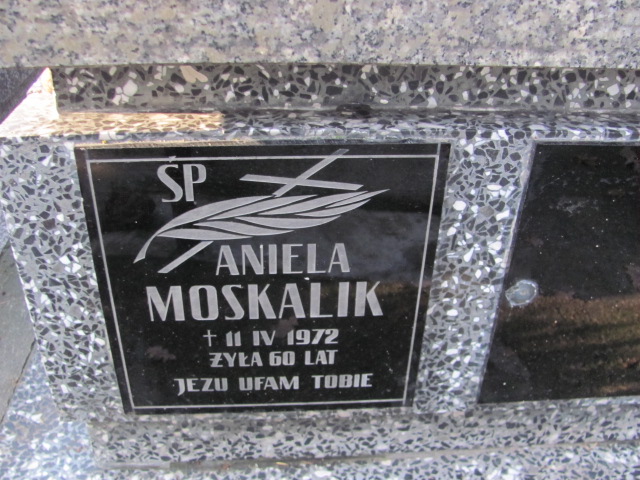 ŚP
ANIELA
MOSKALIK
† 11 IV 1972
ŻYŁA 60 LAT
JEZU UFAM TOBIE